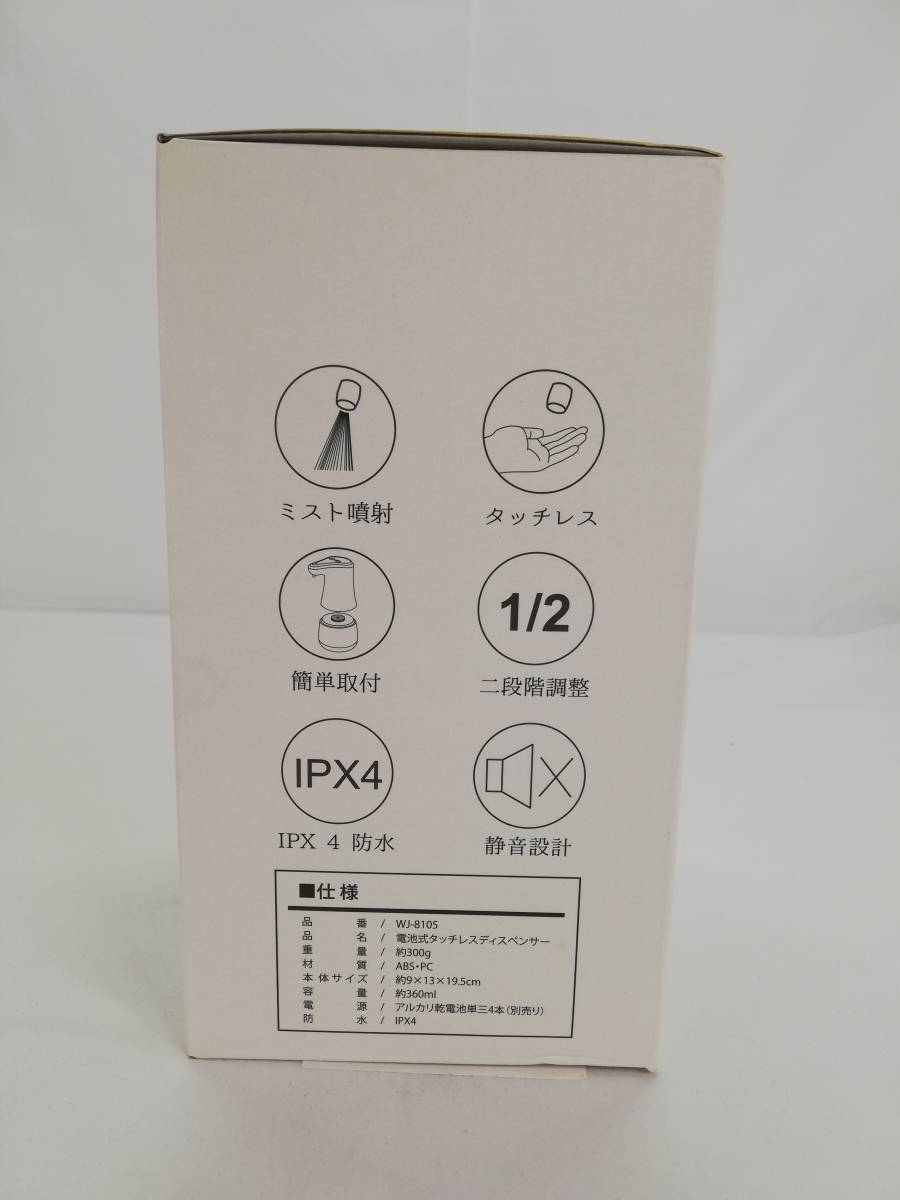 ミスト噴射
タッチレス
簡単取付
1/2
二段階調整
IPX4
IPX 4 防水
静音設計
■仕様
品番 / WJ-8105
品名 / 電池式タッチレスディスペンサー
重量 / 約300g
材質 / ABS・PC
本体サイズ / 約9×13×19.5cm
容量 / 約360ml
電源 / アルカリ乾電池単三4本(別売り)
防水 / IPX4